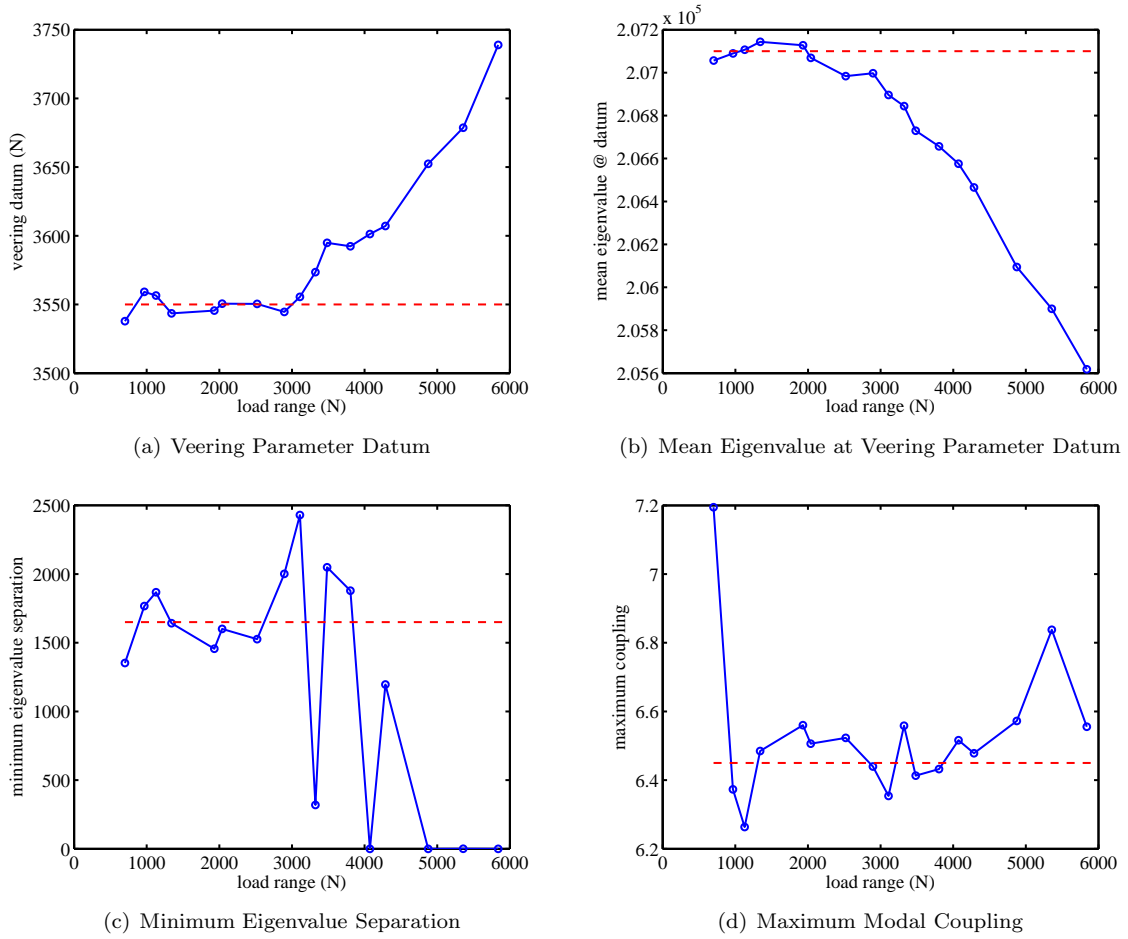 3750
3700
3650
3600
3550
3500
veering datum (N)
0 1000 2000 3000 4000 5000 6000
load range (N)
(a) Veering Parameter Datum
x 10^5
2.072
2.07
2.068
2.066
2.064
2.062
2.06
2.058
2.056
mean eigenvalue @ datum
0 1000 2000 3000 4000 5000 6000
load range (N)
(b) Mean Eigenvalue at Veering Parameter Datum
2500
2000
1500
1000
500
0
minimum eigenvalue separation
0 1000 2000 3000 4000 5000 6000
load range (N)
(c) Minimum Eigenvalue Separation
7.2
7
6.8
6.6
6.4
6.2
maximum coupling
0 1000 2000 3000 4000 5000 6000
load range (N)
(d) Maximum Modal Coupling